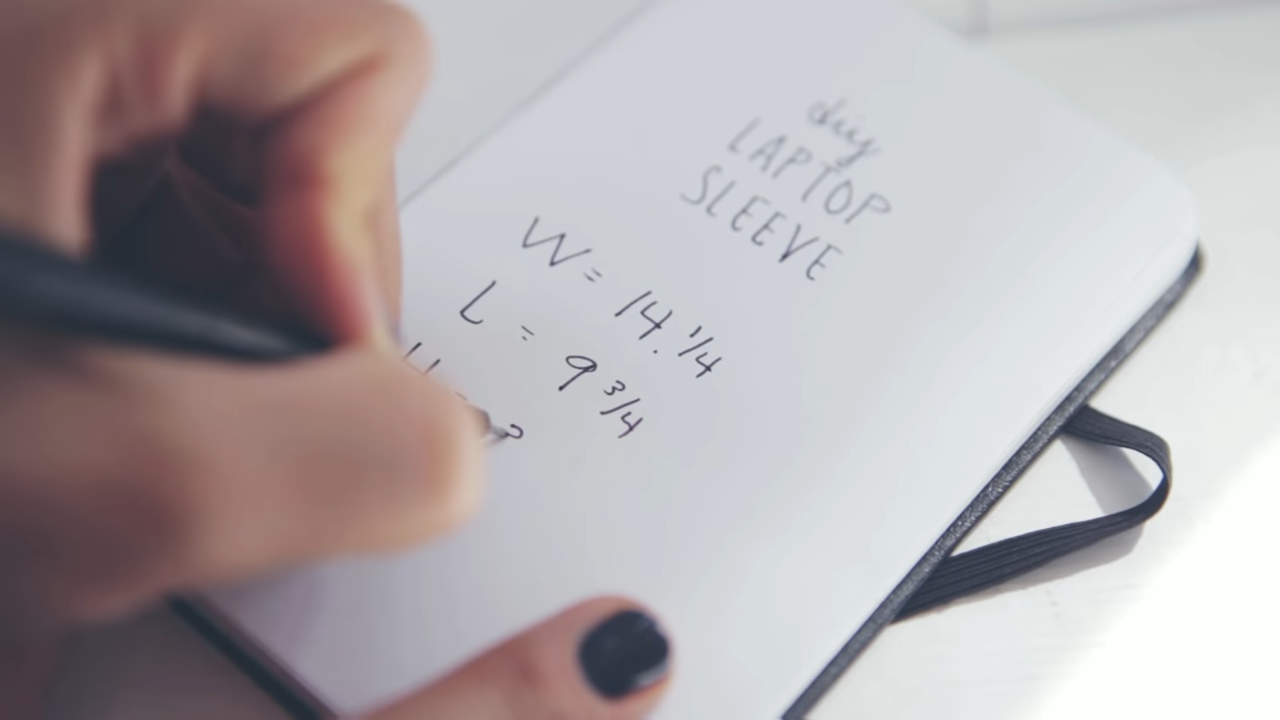 diy
LAPTOP
SLEEVE
W = 14.1/4
L = 9 3/4